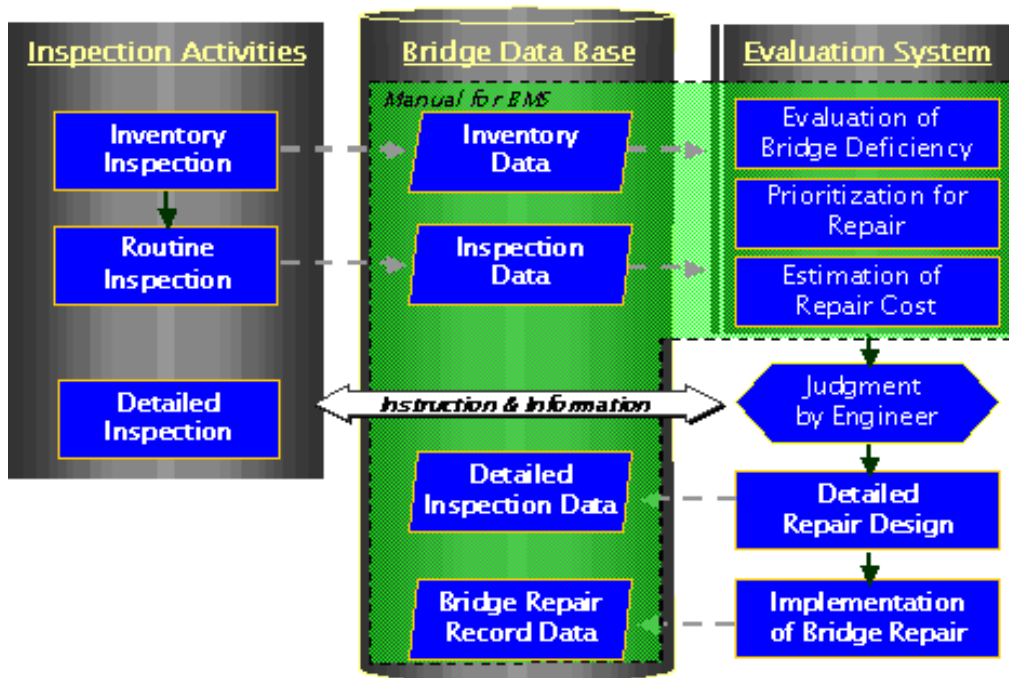 Inspection Activities
Bridge Data Base
Evaluation System
Manual for BMS
Inventory
Inspection
Inventory
Data
Evaluation of
Bridge Deficiency
Prioritization for
Repair
Routine
Inspection
Inspection
Data
Estimation of
Repair Cost
Detailed
Inspection
Instruction & Information
Judgment
by Engineer
Detailed
Inspection Data
Detailed
Repair Design
Bridge Repair
Record Data
Implementation
of Bridge Repair